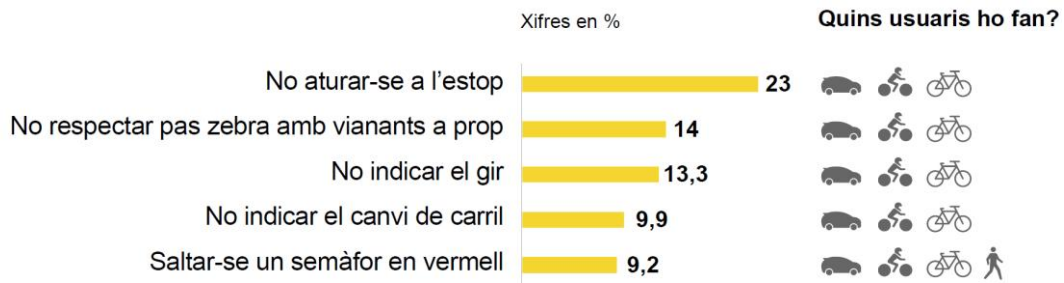 Xifres en %
Quins usuaris ho fan?
No aturar-se a l'estop 23
No respectar pas zebra amb vianants a prop 14
No indicar el gir 13,3
No indicar el canvi de carril 9,9
Saltar-se un semàfor en vermell 9,2